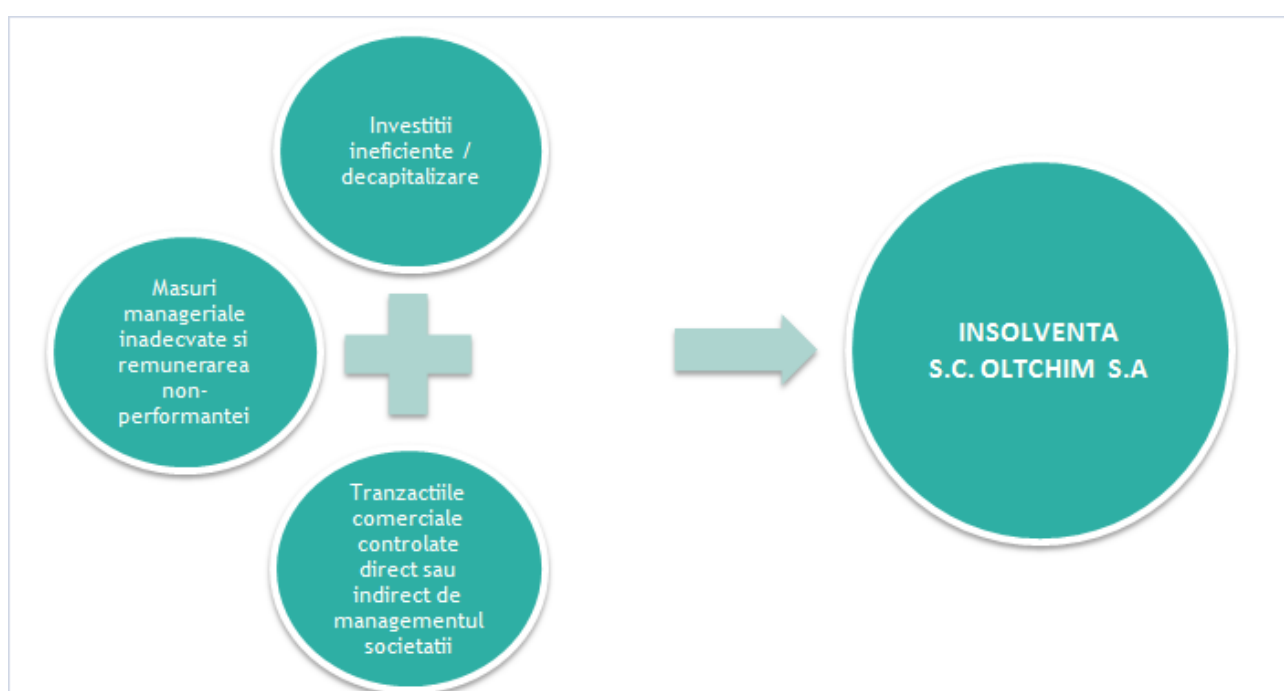 Investitii
ineficiente /
decapitalizare
Masuri
manageriale
inadecvate si
remunerarea
non-
performantei
Tranzactiile
comerciale
controlate
direct sau
indirect de
managementul
societatii
INSOLVENTA
S.C. OLTCHIM S.A